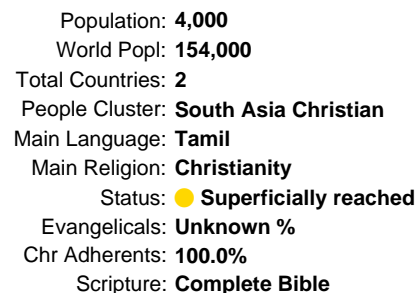 Population: 4,000
World Popl: 154,000
Total Countries: 2
People Cluster: South Asia Christian
Main Language: Tamil
Main Religion: Christianity
Status: Superficially reached
Evangelicals: Unknown %
Chr Adherents: 100.0%
Scripture: Complete Bible